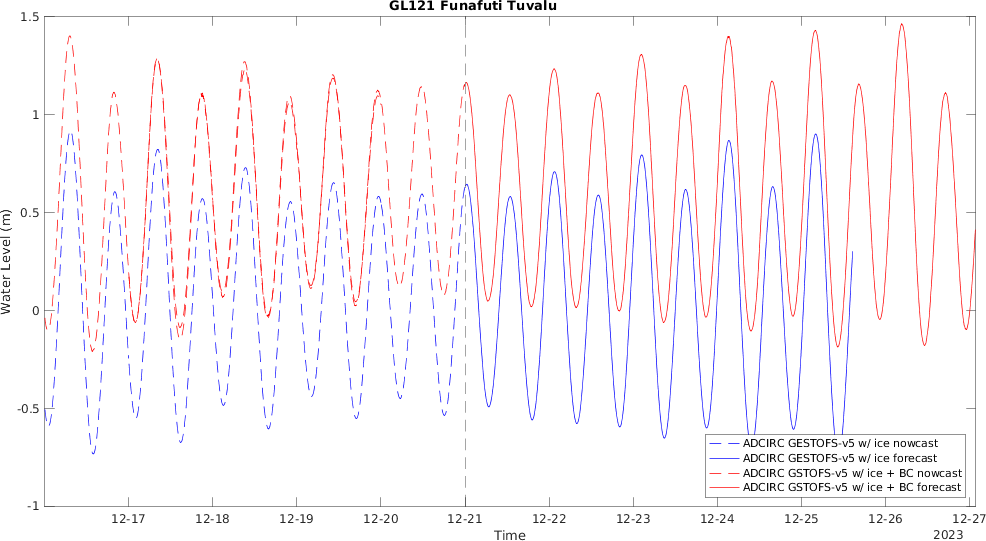 GL121 Funafuti Tuvalu
1.5
1
0.5
0
-0.5
-1
Water Level (m)
12-17 12-18 12-19 12-20 12-21 12-22 12-23 12-24 12-25 12-26 12-27
Time
2023
ADCIRC GESTOFS-v5 w/ ice nowcast
ADCIRC GESTOFS-v5 w/ ice forecast
ADCIRC GSTOFS-v5 w/ ice + BC nowcast
ADCIRC GSTOFS-v5 w/ ice + BC forecast